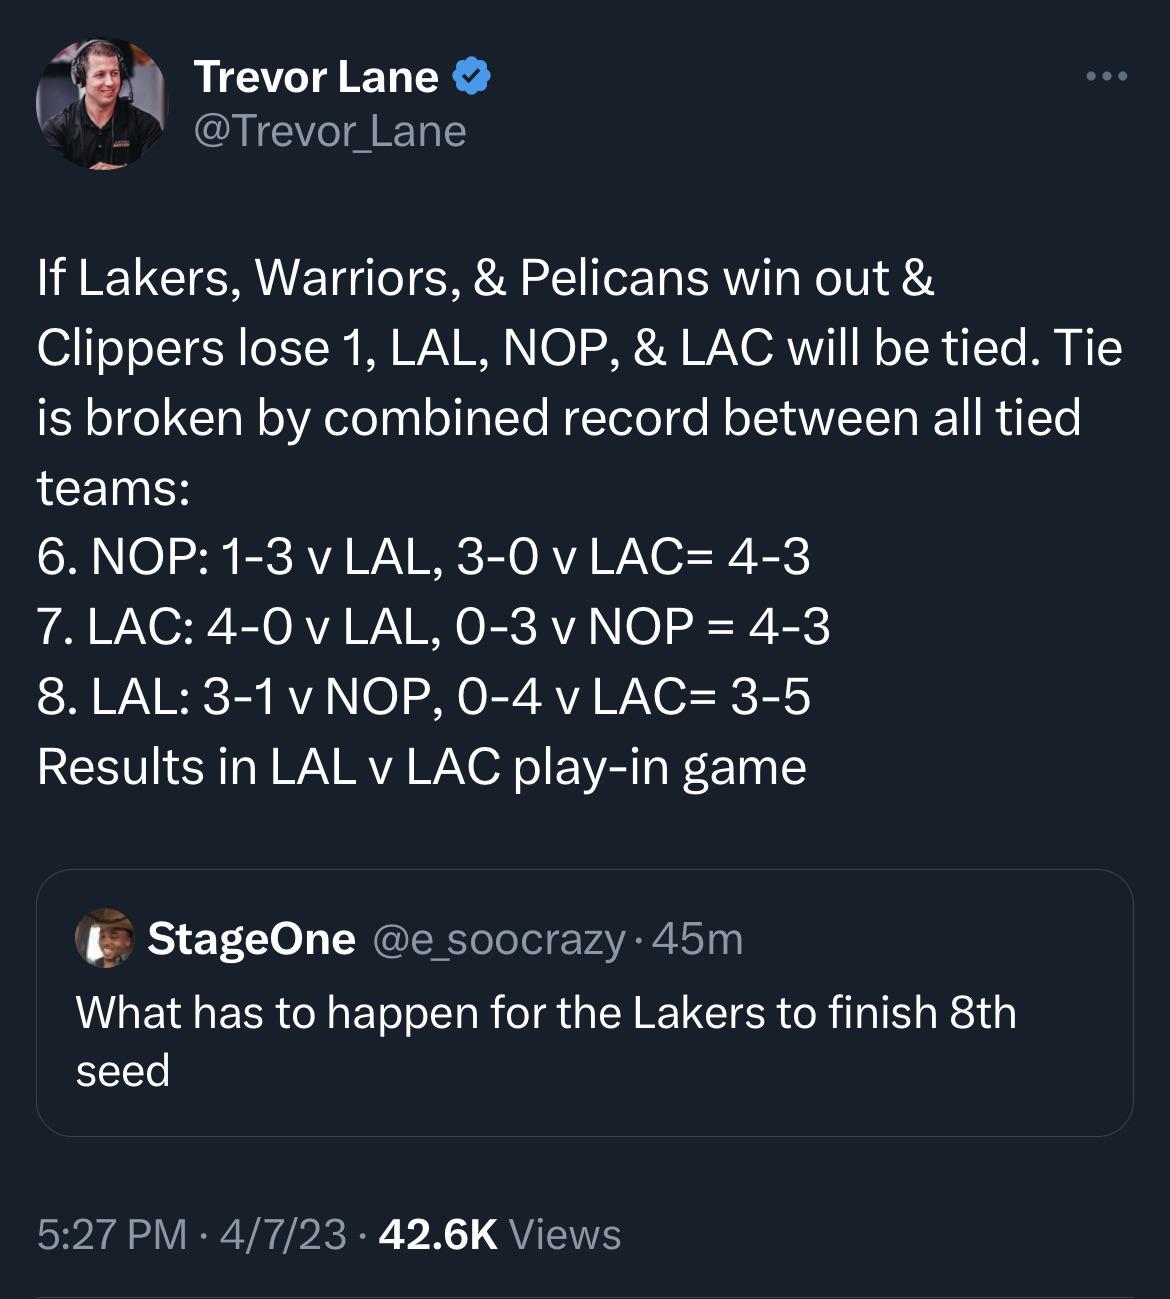 Trevor Lane
@Trevor_Lane
If Lakers, Warriors, & Pelicans win out &
Clippers lose 1, LAL, NOP, & LAC will be tied. Tie
is broken by combined record between all tied
teams:
6. NOP: 1-3 v LAL, 3-0 v LAC= 4-3
7. LAC: 4-0 v LAL, 0-3 v NOP = 4-3
8. LAL: 3-1 v NOP, 0-4 v LAC= 3-5
Results in LAL v LAC play-in game
StageOne @e_soocrazy · 45m
What has to happen for the Lakers to finish 8th
seed
5:27 PM · 4/7/23 · 42.6K Views